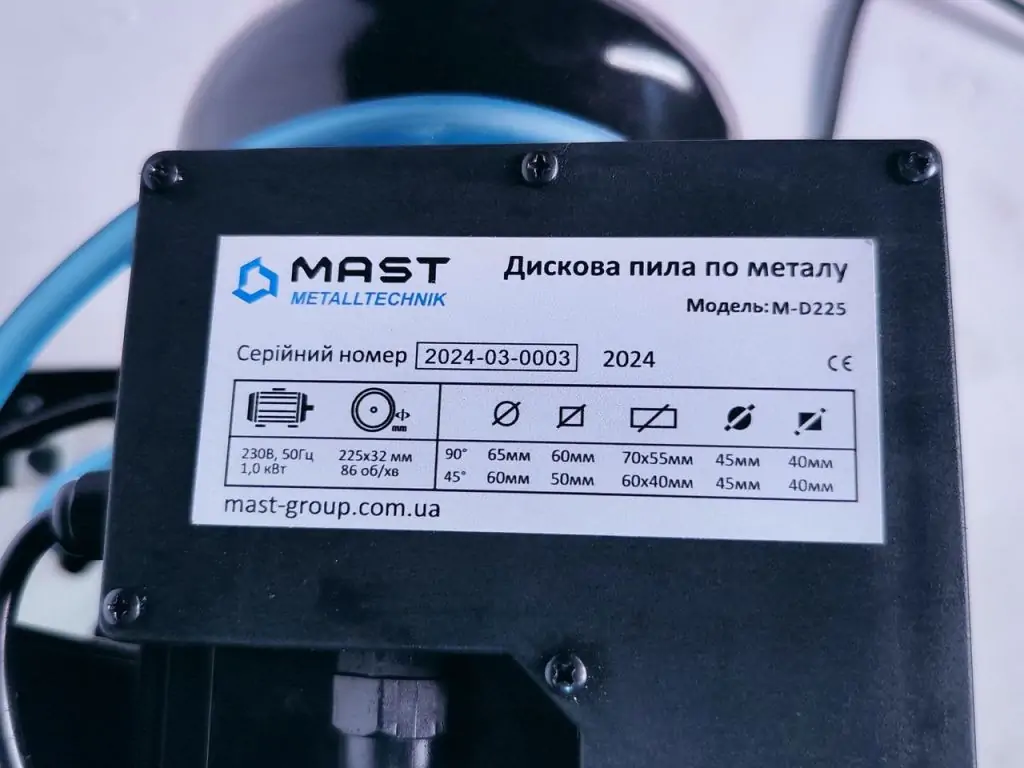 MAST
METALLTECHNIK
Дискова пила по металу
Модель: M-D225
Серійний номер 2024-03-0003 2024
CE
mm
230В, 50Гц
1,0 кВт
225x32 мм
86 об/хв
90° 65мм 60мм 70x55мм 45мм 40мм
45° 60мм 50мм 60x40мм 45мм 40мм
mast-group.com.ua